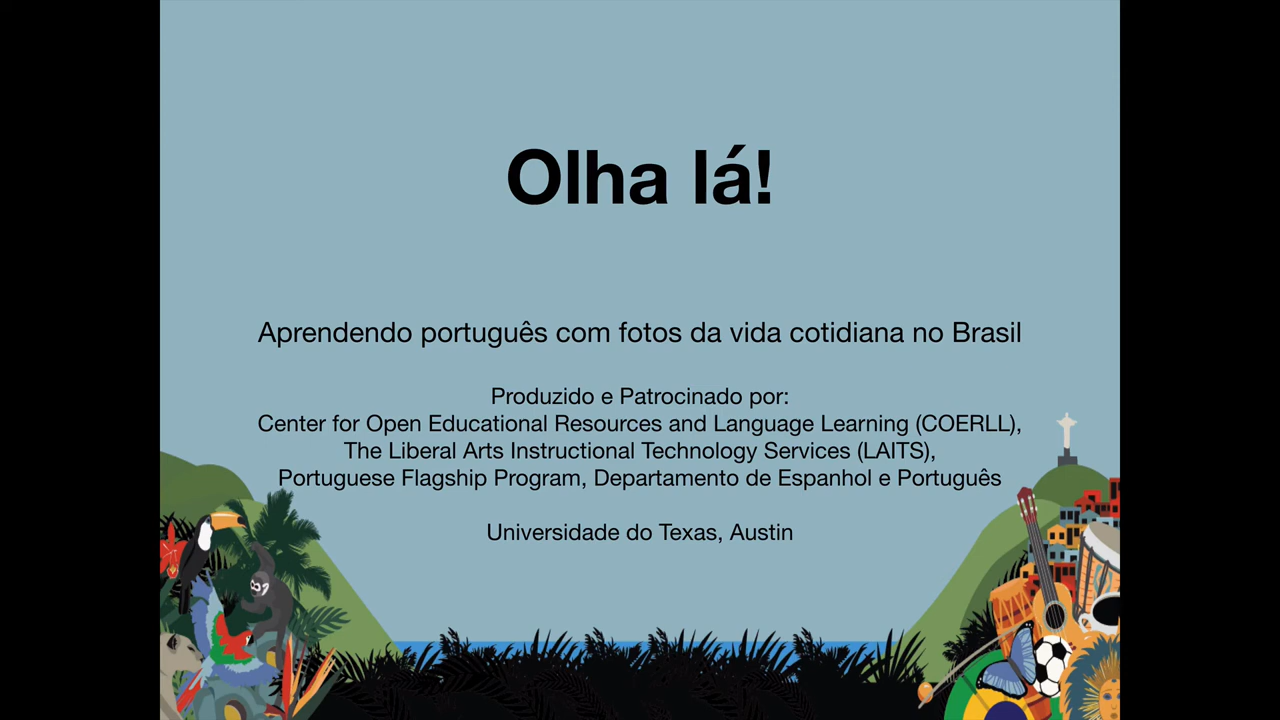 Olha lá!
Aprendendo português com fotos da vida cotidiana no Brasil
Produzido e Patrocinado por:
Center for Open Educational Resources and Language Learning (COERLL),
The Liberal Arts Instructional Technology Services (LAITS),
Portuguese Flagship Program, Departamento de Espanhol e Português
Universidade do Texas, Austin